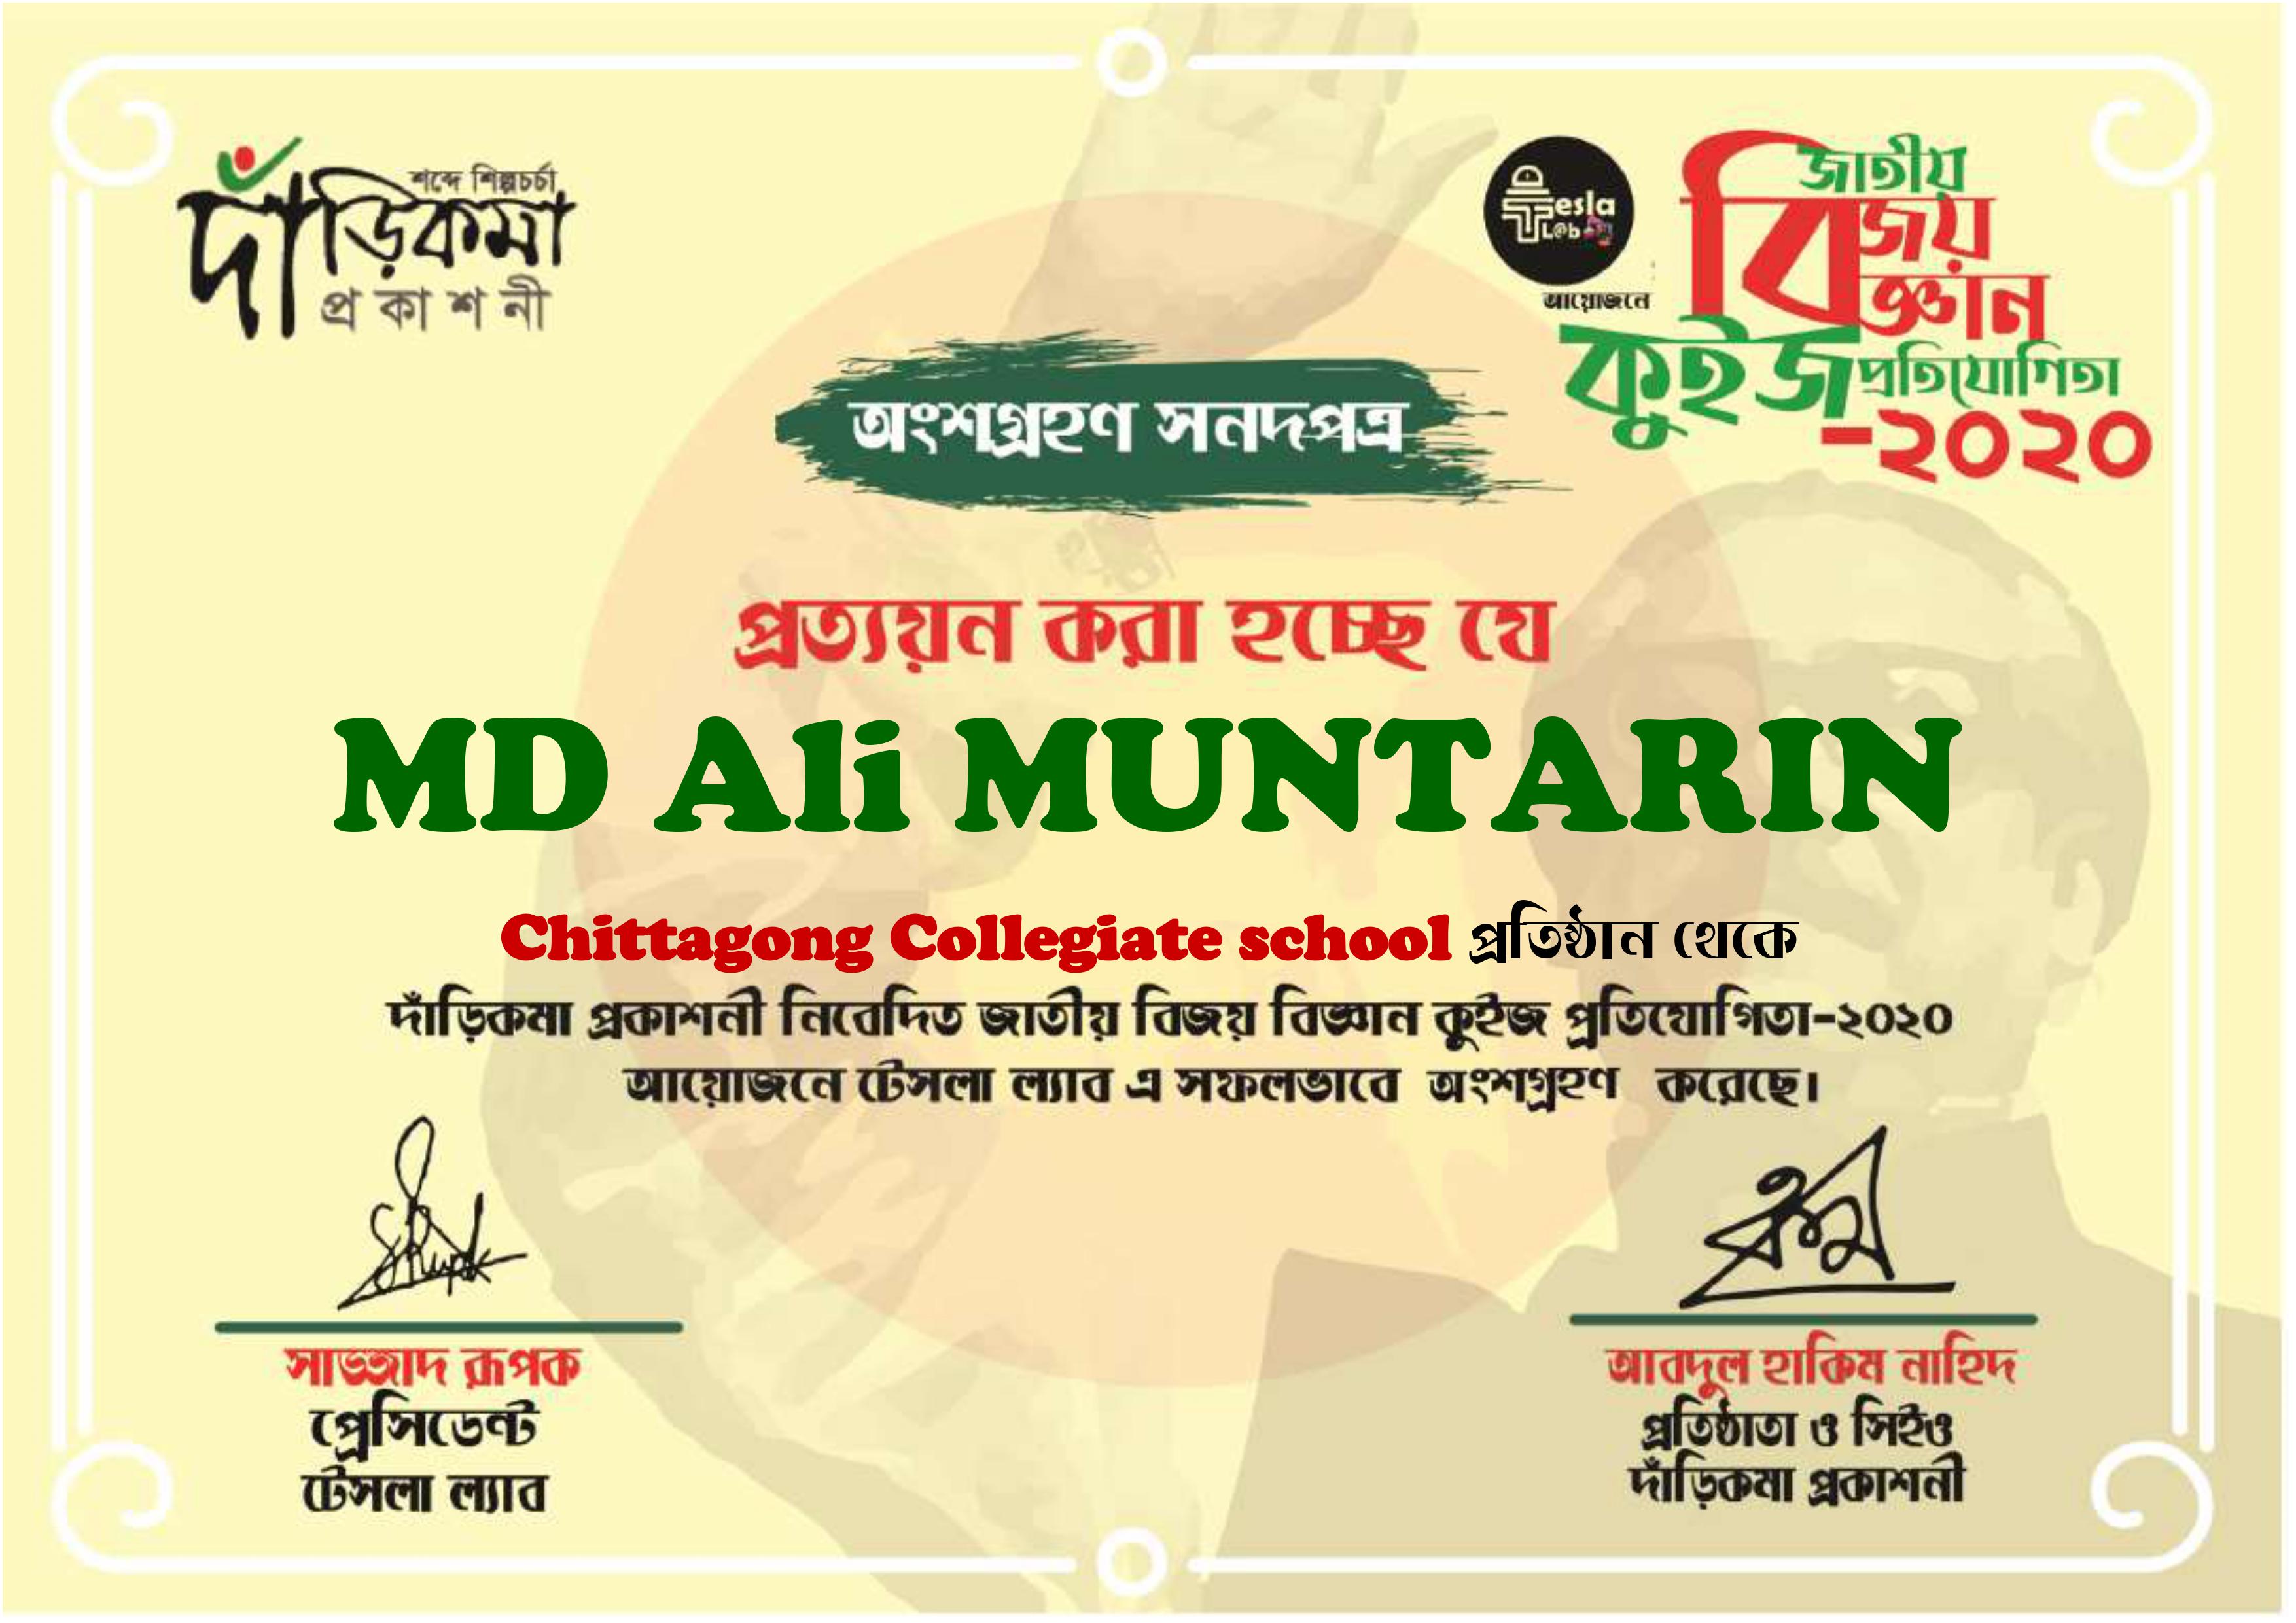 শব্দে শিল্পচর্চা
দাঁড়িকমা
প্রকাশনী
Tesla
L@b
আয়োজনে
জাতীয়
বিজয়
বিজ্ঞান
কুইজ প্রতিযোগিতা
-২০২০
অংশগ্রহণ সনদপত্র
প্রত্যয়ন করা হচ্ছে যে
MD Ali MUNTARIN
Chittagong Collegiate school প্রতিষ্ঠান থেকে
দাঁড়িকমা প্রকাশনী নিবেদিত জাতীয় বিজয় বিজ্ঞান কুইজ প্রতিযোগিতা-২০২০
আয়োজনে টেসলা ল্যাব এ সফলভাবে অংশগ্রহণ করেছে।
সাজ্জাদ রূপক
প্রেসিডেন্ট
টেসলা ল্যাব
আবদুল হাকিম নাহিদ
প্রতিষ্ঠাতা ও সিইও
দাঁড়িকমা প্রকাশনী